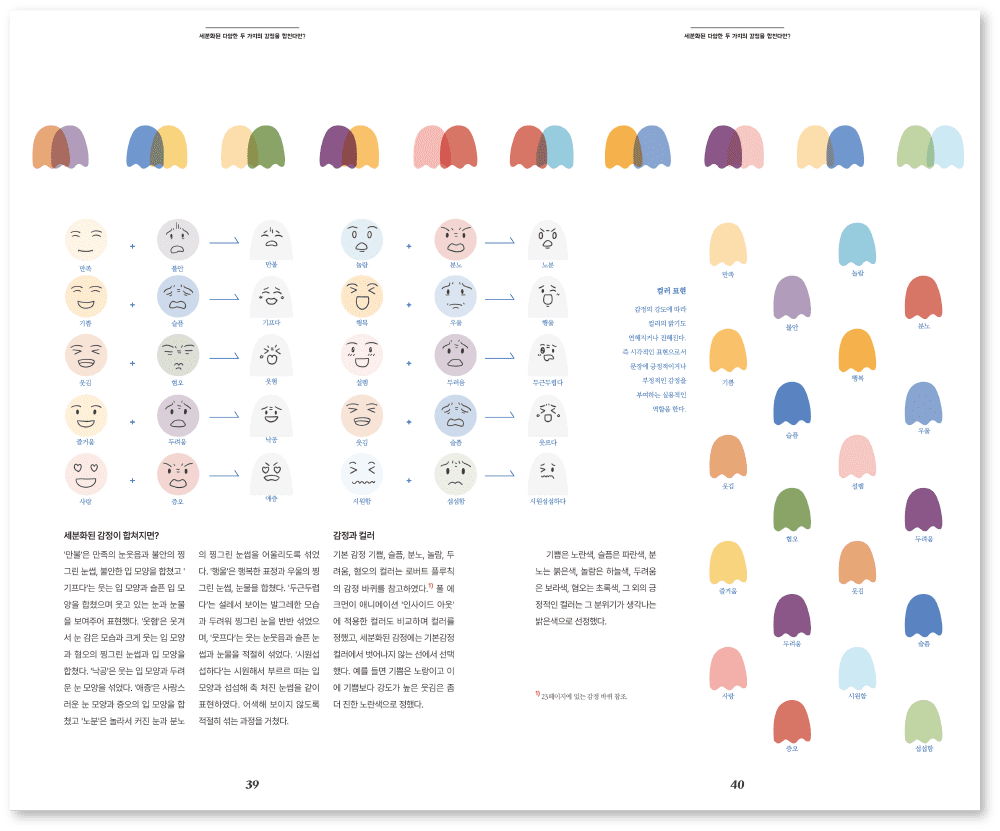 세분화된 다양한 두 가지의 감정을 합친다면?
세분화된 다양한 두 가지의 감정을 합친다면?
만족
+
불안
만불
놀람
+
분노
노분
기쁨
+
슬픔
기프다
행복
+
우울
행울
웃김
+
혐오
웃혐
설렘
+
두려움
두근두렵다
즐거움
+
두려움
낙공
웃김
+
슬픔
웃프다
사랑
+
증오
애증
시원함
+
섭섭함
시원섭섭하다
세분화된 감정이 합쳐지면?
'만불'은 만족의 눈웃음과 불안의 찡
그린 눈썹, 불안한 입 모양을 합쳤고 '
기프다'는 웃는 입 모양과 슬픈 입 모
양을 합쳤으며 웃고 있는 눈과 눈물
을 보여주어 표현했다. '웃혐'은 웃겨
서 눈 감은 모습과 크게 웃는 입 모양
과 혐오의 찡그린 눈썹과 입 모양을
합쳤다. '낙공'은 웃는 입 모양과 두려
운 눈 모양을 섞었다. '애증'은 사랑스
러운 눈 모양과 증오의 입 모양을 합
쳤고 '노분'은 놀라서 커진 눈과 분노
의 찡그린 눈썹을 어울리도록 섞었
다. '행울'은 행복한 표정과 우울의 찡
그린 눈썹, 눈물을 합쳤다. '두근두렵
다'는 설레서 보이는 발그레한 모습
과 두려워 찡그린 눈을 반반 섞었으
며, '웃프다'는 웃는 눈웃음과 슬픈 눈
썹과 눈물을 적절히 섞었다. '시원섭
섭하다'는 시원해서 부르르 떠는 입
모양과 섭섭해 축 쳐진 눈썹을 같이
표현하였다. 어색해 보이지 않도록
적절히 섞는 과정을 거쳤다.
감정과 컬러
기본 감정 기쁨, 슬픔, 분노, 놀람, 두
려움, 혐오의 컬러는 로버트 플루칙
의 감정 바퀴를 참고하였다.1) 폴 에
크먼이 애니메이션 '인사이드 아웃'
에 적용한 컬러도 비교하며 컬러를
정했고, 세분화된 감정에는 기본감정
컬러에서 벗어나지 않는 선에서 선택
했다. 예를 들면 기쁨은 노랑이고 이
에 기쁨보다 강도가 높은 웃김은 좀
더 진한 노란색으로 정했다.
기쁨은 노란색, 슬픔은 파란색, 분
노는 붉은색, 놀람은 하늘색, 두려움
은 보라색, 혐오는 초록색, 그 외의 긍
정적인 컬러는 그 분위기가 생각나는
밝은색으로 선정했다.
1) 23페이지에 있는 감정 바퀴 참조.
컬러 표현
감정의 강도에 따라
컬러의 밝기도
연해지거나 진해진다.
즉 시각적인 표현으로서
문장에 긍정적이거나
부정적인 감정을
부여하는 실용적인
역할을 한다.
만족
놀람
불안
분노
기쁨
행복
슬픔
우울
웃김
설렘
혐오
두려움
즐거움
웃김
두려움
슬픔
사랑
시원함
증오
섭섭함
39
40